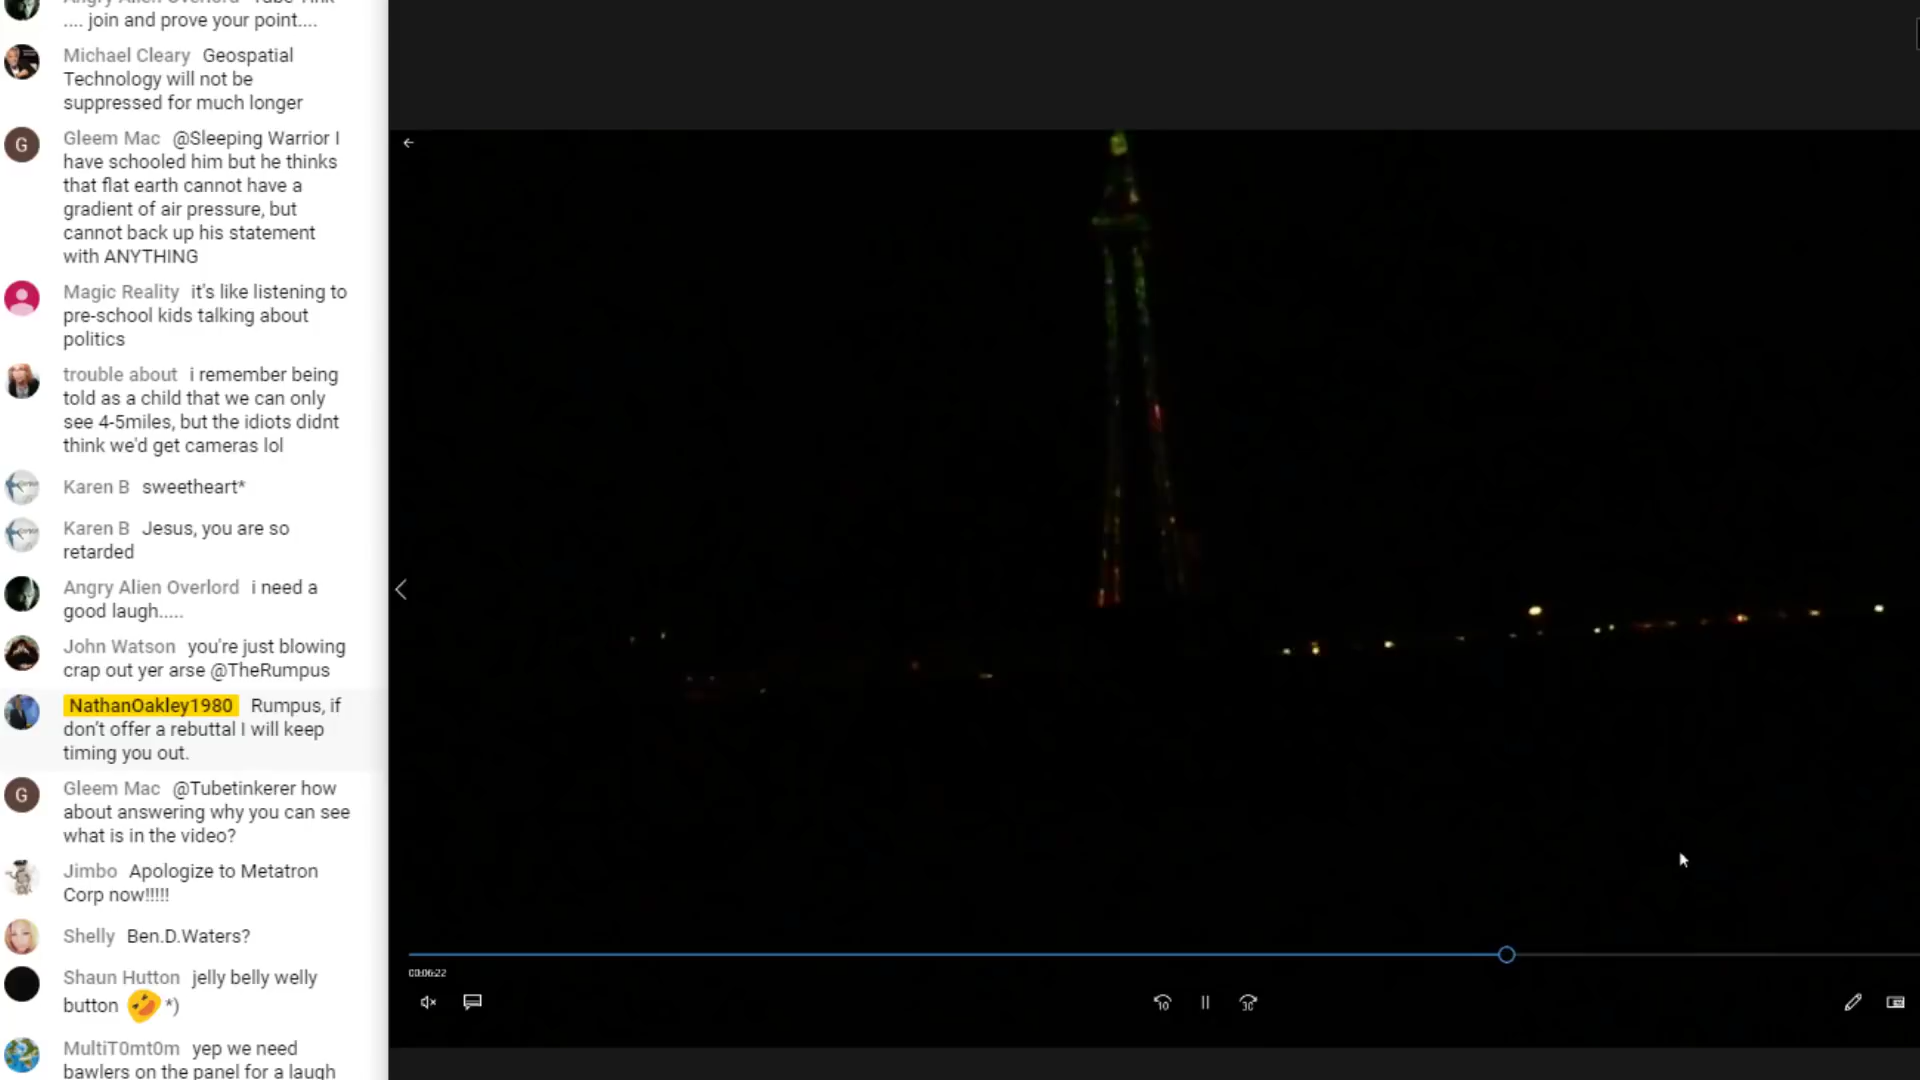 .... join and prove your point....
Michael Cleary Geospatial
Technology will not be
suppressed for much longer
G Gleem Mac @Sleeping Warrior I
have schooled him but he thinks
that flat earth cannot have a
gradient of air pressure, but
cannot back up his statement
with ANYTHING
Magic Reality it's like listening to
pre-school kids talking about
politics
trouble about i remember being
told as a child that we can only
see 4-5miles, but the idiots didnt
think we'd get cameras lol
Karen B sweetheart*
Karen B Jesus, you are so
retarded
Angry Alien Overlord i need a
good laugh.....
John Watson you're just blowing
crap out yer arse @TheRumpus
NathanOakley1980 Rumpus, if
don't offer a rebuttal I will keep
timing you out.
G Gleem Mac @Tubetinkerer how
about answering why you can see
what is in the video?
Jimbo Apologize to Metatron
Corp now!!!!!
Shelly Ben.D.Waters?
Shaun Hutton jelly belly welly
button 🤣 *)
MultiT0mt0m yep we need
bawlers on the panel for a laugh
00:06:22
10
30